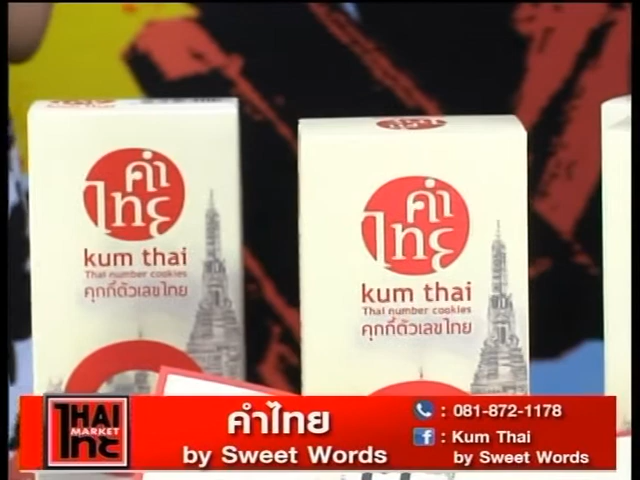 คำ
ไทย
kum thai
Thai number cookies
คุกกี้ตัวเลขไทย
คำ
ไทย
kum thai
Thai number cookies
คุกกี้ตัวเลขไทย
THAI
MARKET
ไทย
คำไทย
by Sweet Words
: 081-872-1178
: Kum Thai
by Sweet Words